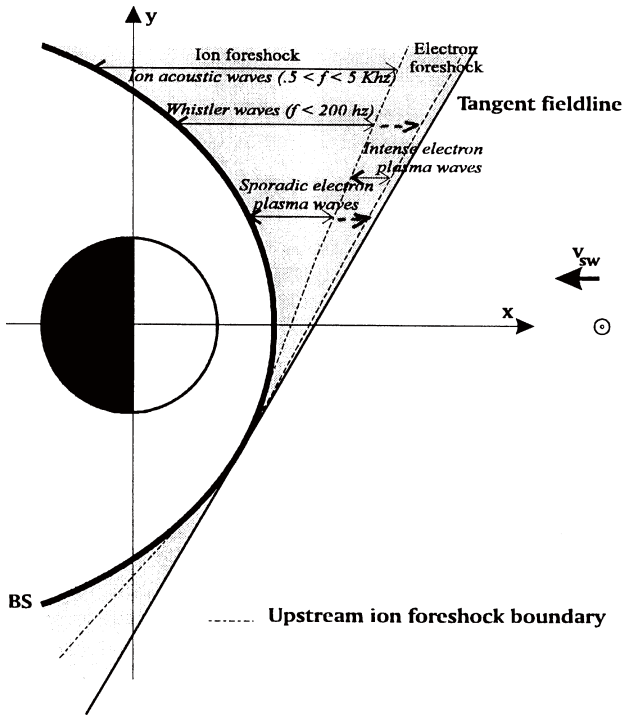 y
Ion foreshock
Electron
foreshock
Ion acoustic waves (.5 < f < 5 Khz)
Tangent fieldline
Whistler waves (f < 200 hz)
Intense electron
plasma waves
Sporadic electron
plasma waves
v sw
x
BS
Upstream ion foreshock boundary